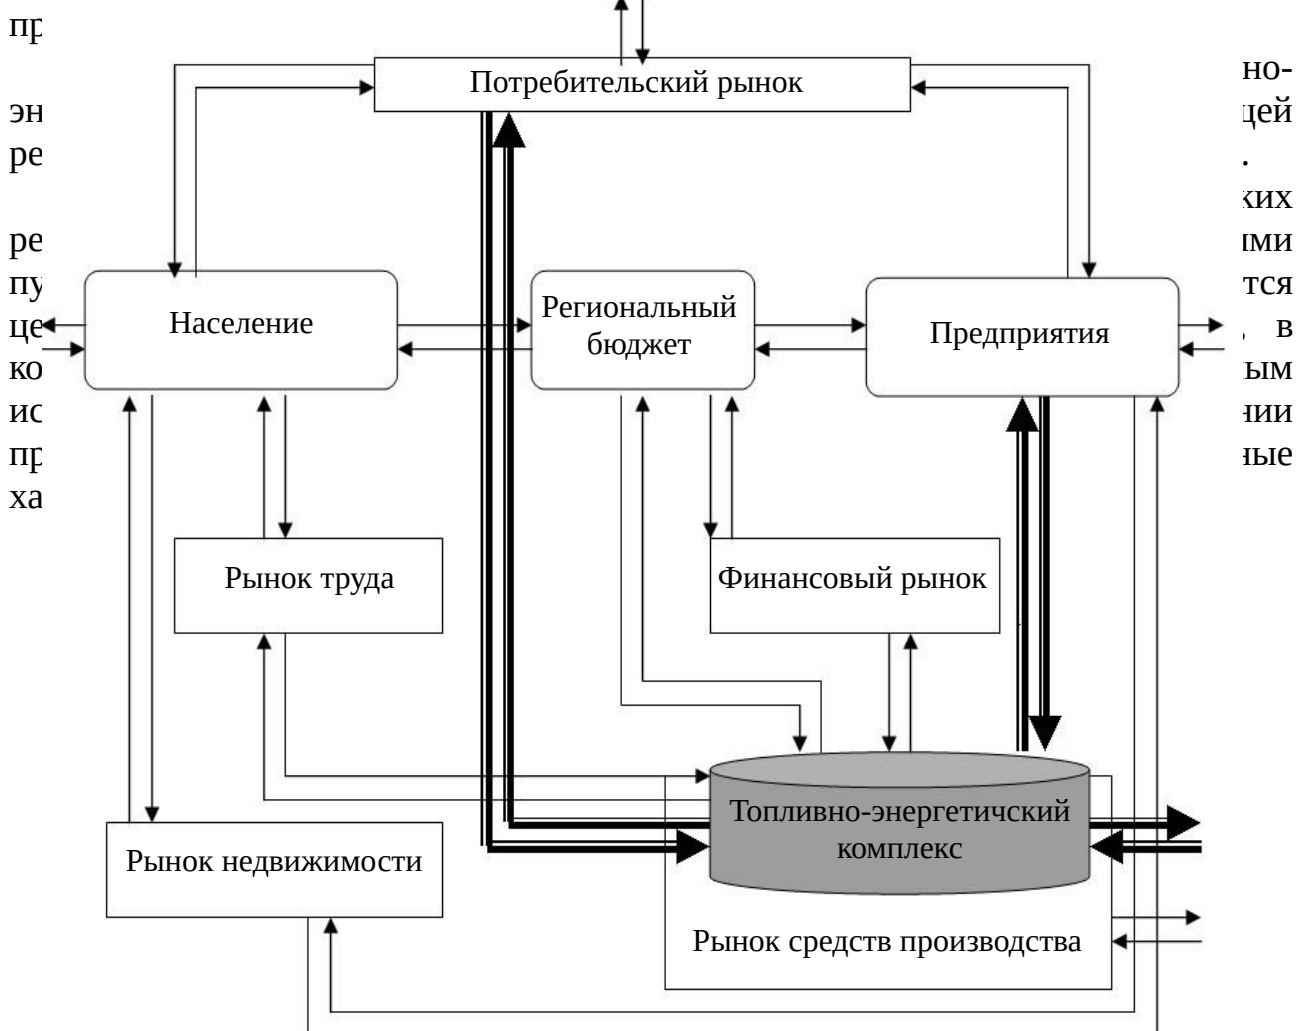 Потребительский рынок
Население
Региональный
бюджет
Предприятия
в
Рынок труда
Финансовый рынок
Топливно-энергетичский
комплекс
Рынок недвижимости
Рынок средств производства